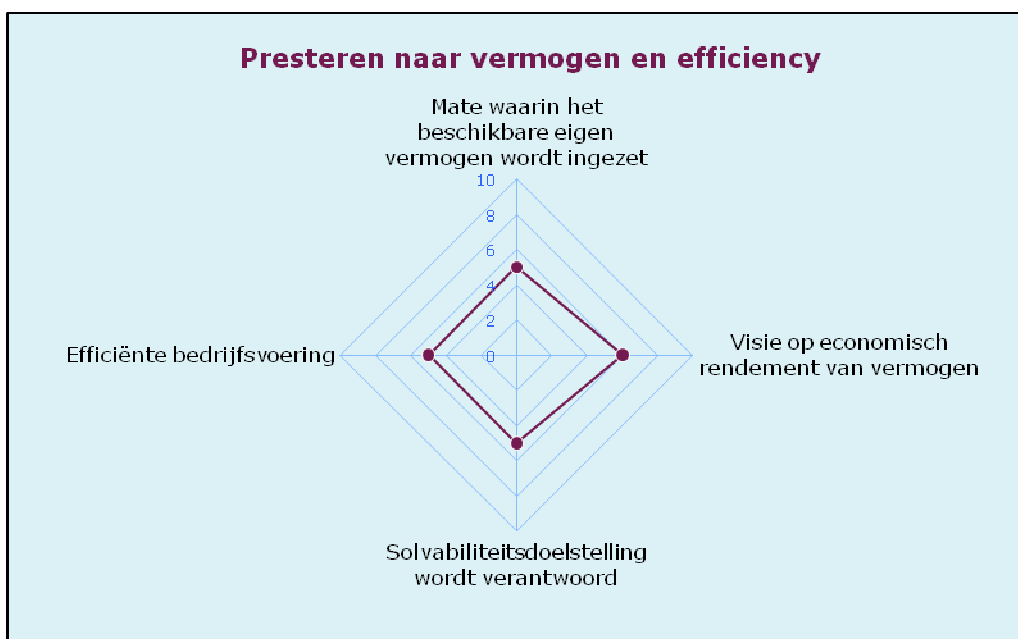 Presteren naar vermogen en efficiency
Mate waarin het
beschikbare eigen
vermogen wordt ingezet
10
8
6
4
2
0
Efficiënte bedrijfsvoering
Visie op economisch
rendement van vermogen
Solvabiliteitsdoelstelling
wordt verantwoord